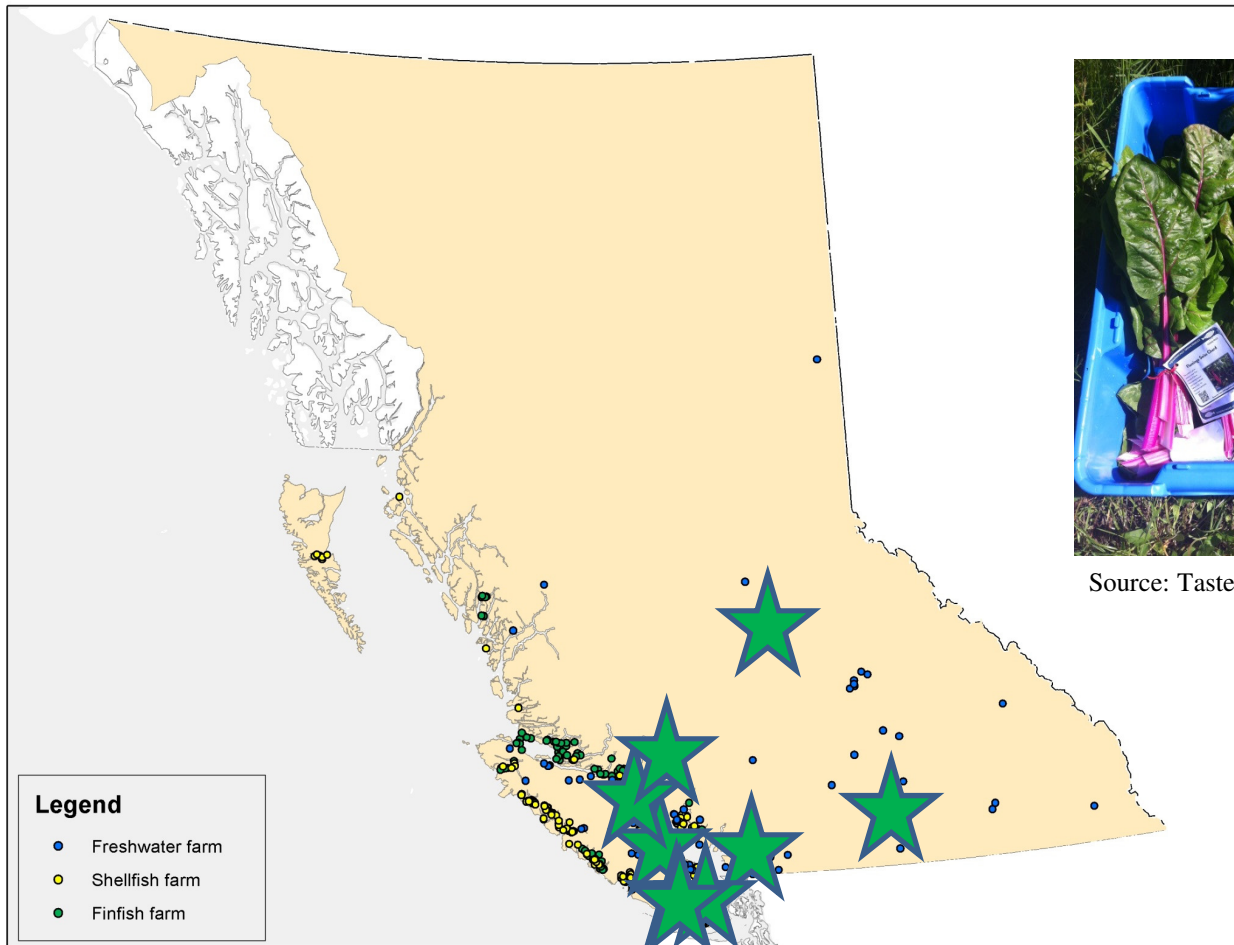 Source: Taste
Legend
Freshwater farm
Shellfish farm
Finfish farm